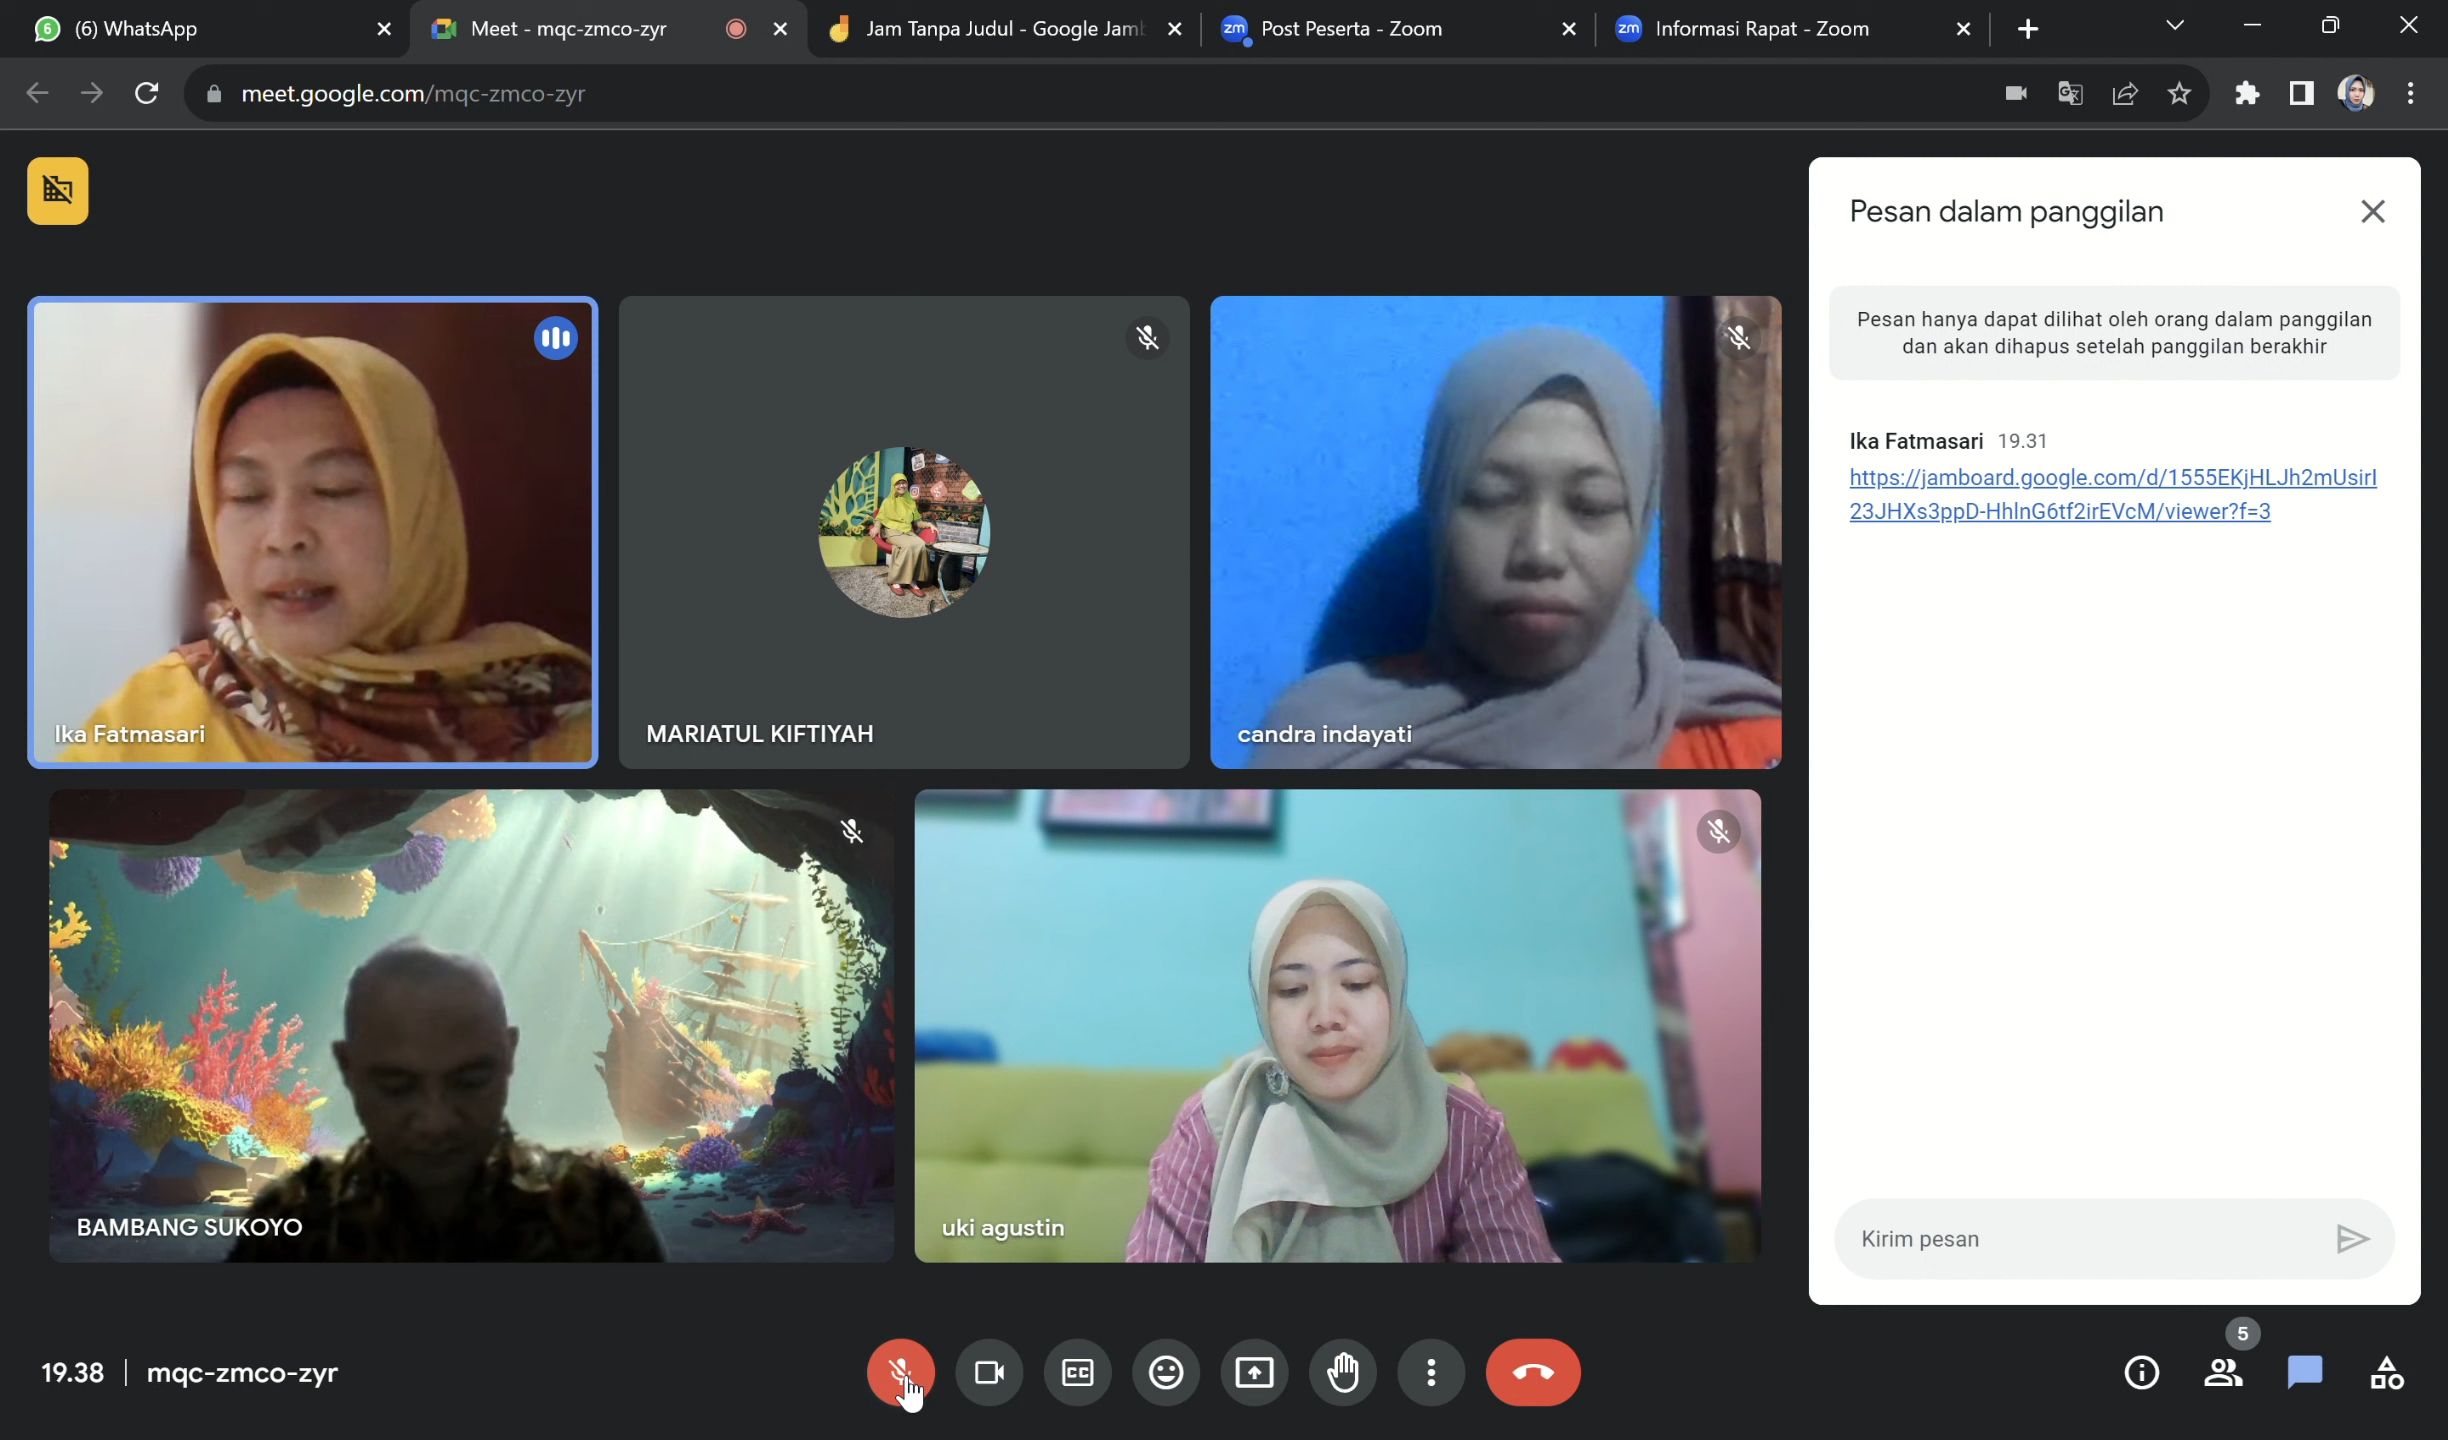 (6) WhatsApp
Meet - mqc-zmco-zyr
Jam Tanpa Judul - Google Jamb
Post Peserta - Zoom
Informasi Rapat - Zoom
meet.google.com/mqc-zmco-zyr
Pesan dalam panggilan
Pesan hanya dapat dilihat oleh orang dalam panggilan
dan akan dihapus setelah panggilan berakhir
Ika Fatmasari 19.31
https://jamboard.google.com/d/1555EKjHLJh2mUsirI
23JHXs3ppD-HhlnG6tf2irEVcM/viewer?f=3
Ika Fatmasari
MARIATUL KIFTIYAH
candra indayati
BAMBANG SUKOYO
uki agustin
Kirim pesan
19.38 | mqc-zmco-zyr
CC
5